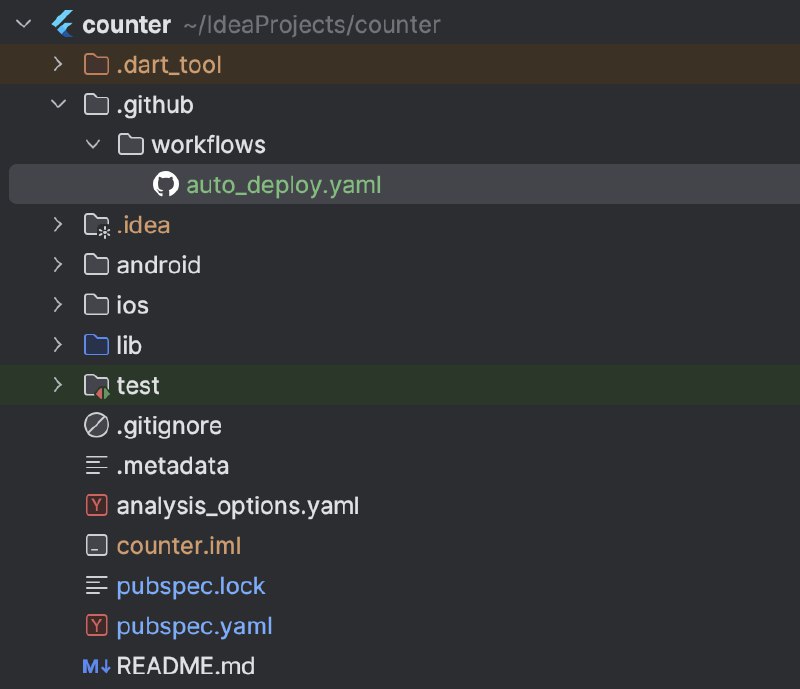 counter ~/IdeaProjects/counter
.dart_tool
.github
workflows
auto_deploy.yaml
.idea
android
ios
lib
test
.gitignore
.metadata
Y analysis_options.yaml
counter.iml
pubspec.lock
Y pubspec.yaml
M↓ README.md